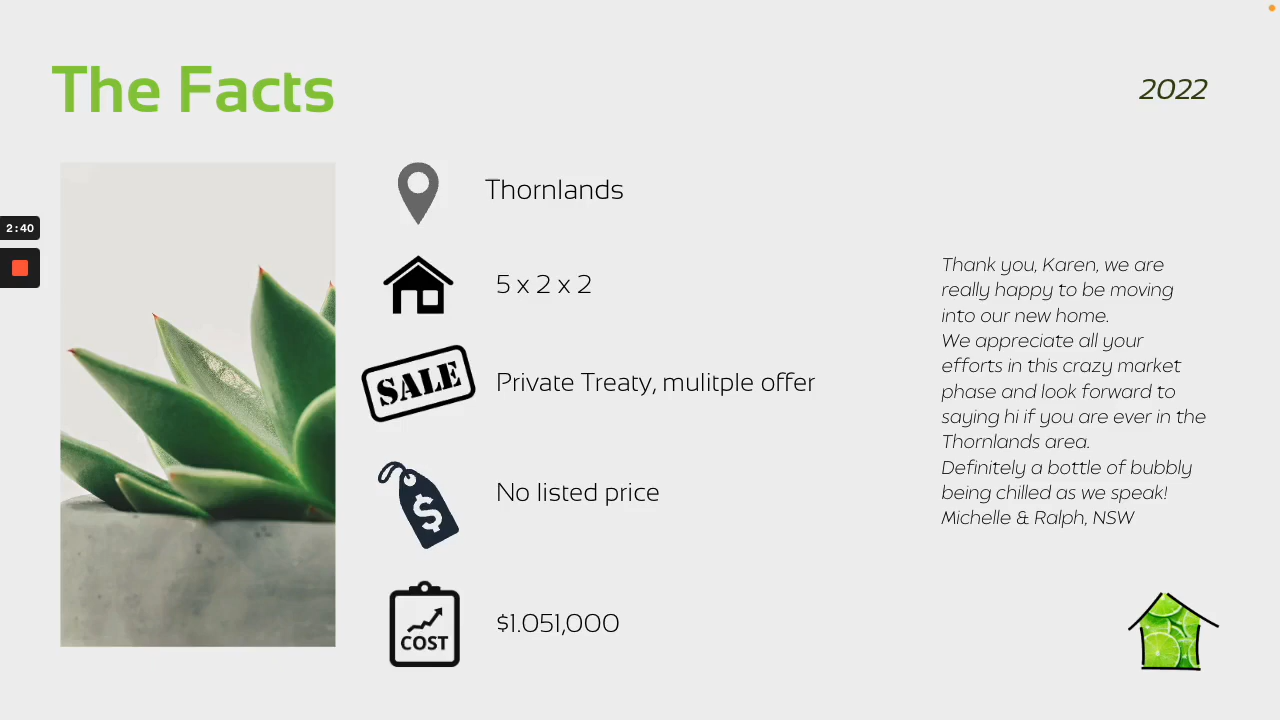 The Facts
2022
2:40
Thornlands
5 x 2 x 2
SALE
Private Treaty, mulitple offer
$
No listed price
COST
$1.051,000
Thank you, Karen, we are
really happy to be moving
into our new home.
We appreciate all your
efforts in this crazy market
phase and look forward to
saying hi if you are ever in the
Thornlands area.
Definitely a bottle of bubbly
being chilled as we speak!
Michelle & Ralph, NSW